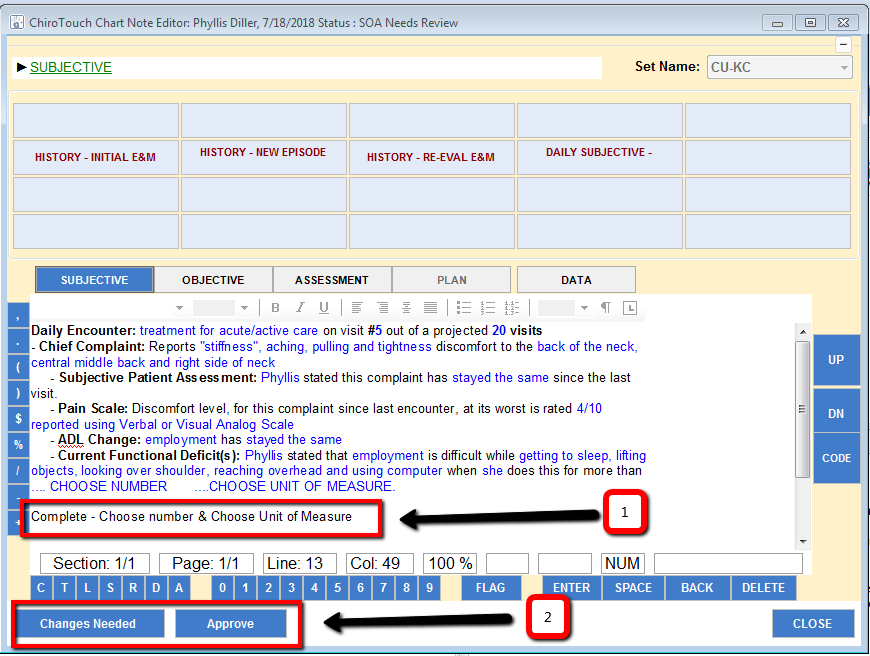 ChiroTouch Chart Note Editor: Phyllis Diller, 7/18/2018 Status : SOA Needs Review
SUBJECTIVE
Set Name: CU-KC
HISTORY - INITIAL E&M HISTORY - NEW EPISODE HISTORY - RE-EVAL E&M DAILY SUBJECTIVE -
SUBJECTIVE OBJECTIVE ASSESSMENT PLAN DATA
B I U
Daily Encounter: treatment for acute/active care on visit #5 out of a projected 20 visits
- Chief Complaint: Reports "stiffness", aching, pulling and tightness discomfort to the back of the neck,
central middle back and right side of neck
- Subjective Patient Assessment: Phyllis stated this complaint has stayed the same since the last
visit.
- Pain Scale: Discomfort level, for this complaint since last encounter, at its worst is rated 4/10
reported using Verbal or Visual Analog Scale
- ADL Change: employment has stayed the same
- Current Functional Deficit(s): Phyllis stated that employment is difficult while getting to sleep, lifting
objects, looking over shoulder, reaching overhead and using computer when she does this for more than
.... CHOOSE NUMBER ....CHOOSE UNIT OF MEASURE.
Complete - Choose number & Choose Unit of Measure
1
,
.
(
)
$
%
/
-
+
UP
DN
CODE
Section: 1/1 Page: 1/1 Line: 13 Col: 49 100 % NUM
C T L S R D A 0 1 2 3 4 5 6 7 8 9 FLAG ENTER SPACE BACK DELETE
Changes Needed Approve 2 CLOSE